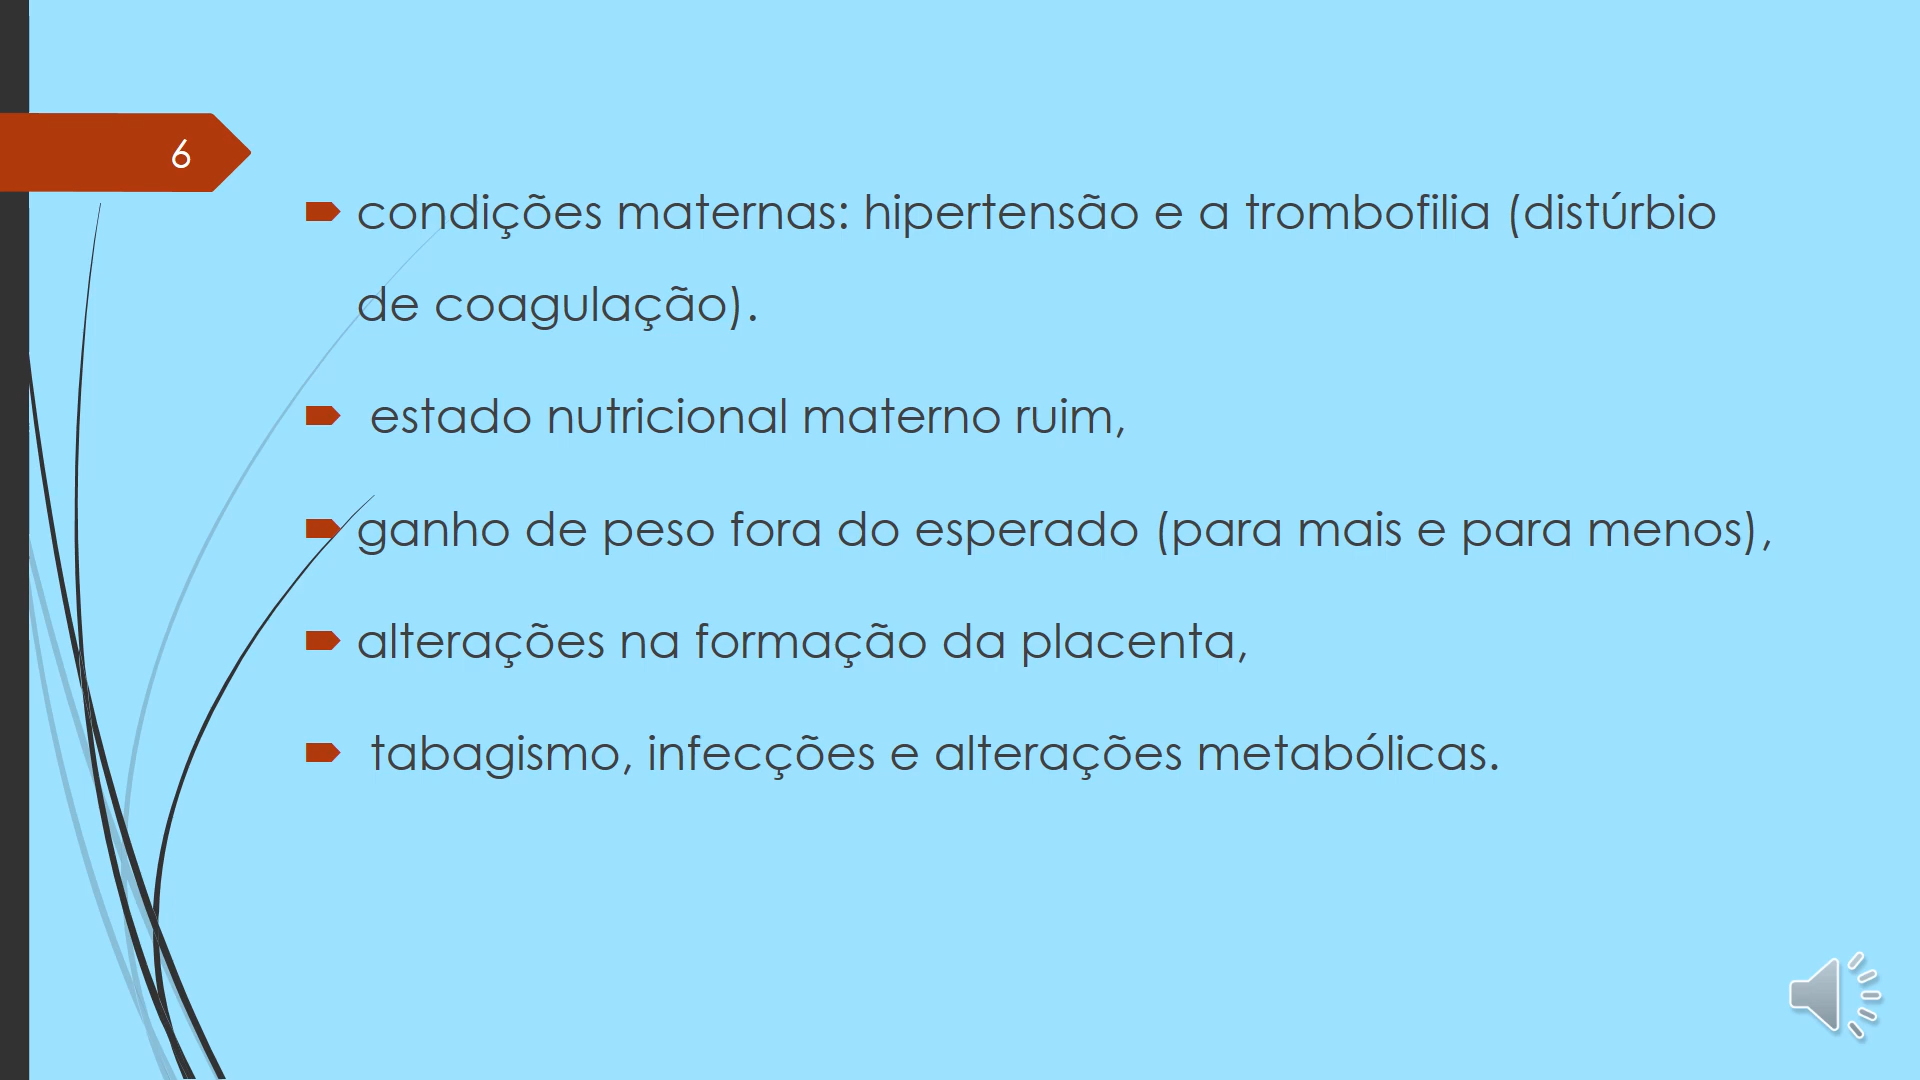 6
condições maternas: hipertensão e a trombofilia (distúrbio
de coagulação).
estado nutricional materno ruim,
ganho de peso fora do esperado (para mais e para menos),
alterações na formação da placenta,
tabagismo, infecções e alterações metabólicas.